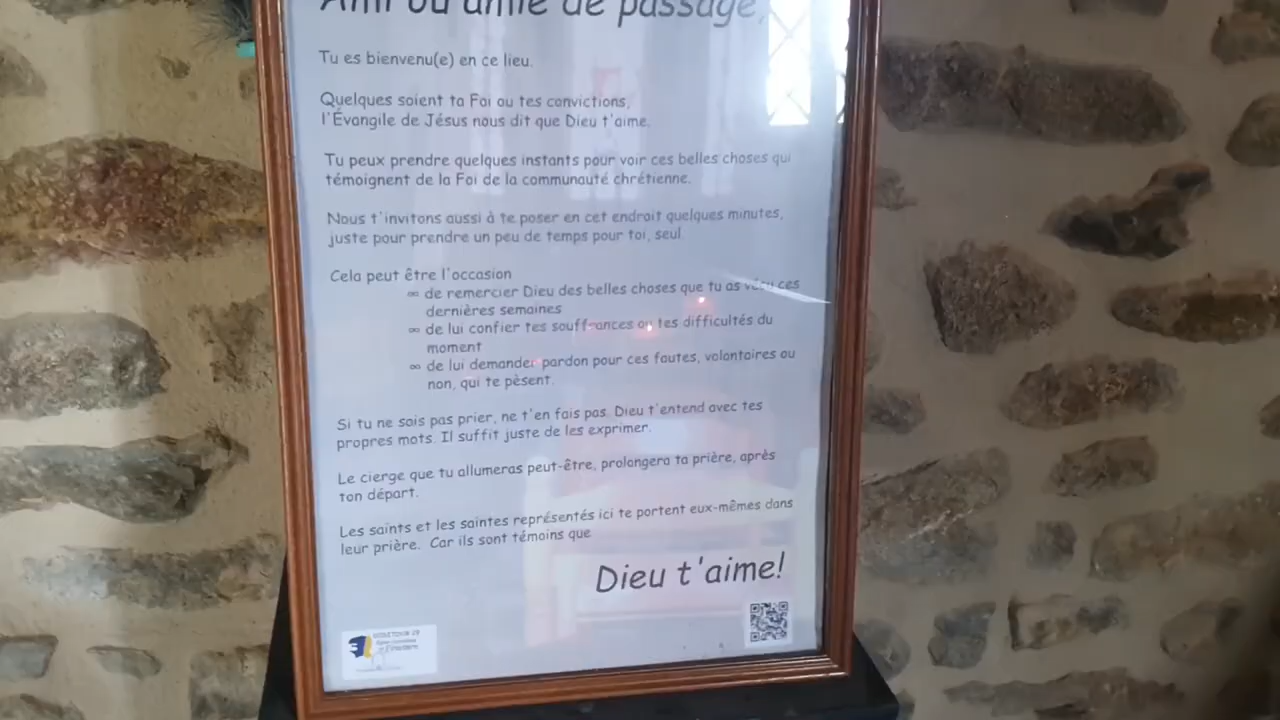 Ami ou amie de passage,
Tu es bienvenu(e) en ce lieu.
Quelques soient ta Foi ou tes convictions,
l'Évangile de Jésus nous dit que Dieu t'aime.
Tu peux prendre quelques instants pour voir ces belles choses qui
témoignent de la Foi de la communauté chrétienne.
Nous t'invitons aussi à te poser en cet endroit quelques minutes,
juste pour prendre un peu de temps pour toi, seul.
Cela peut être l'occasion
∞ de remercier Dieu des belles choses que tu as vécu ces
dernières semaines
∞ de lui confier tes souffrances ou tes difficultés du
moment
∞ de lui demander pardon pour ces fautes, volontaires ou
non, qui te pèsent.
Si tu ne sais pas prier, ne t'en fais pas. Dieu t'entend avec tes
propres mots. Il suffit juste de les exprimer.
Le cierge que tu allumeras peut-être, prolongera ta prière, après
ton départ.
Les saints et les saintes représentés ici te portent eux-mêmes dans
leur prière. Car ils sont témoins que
Dieu t'aime!